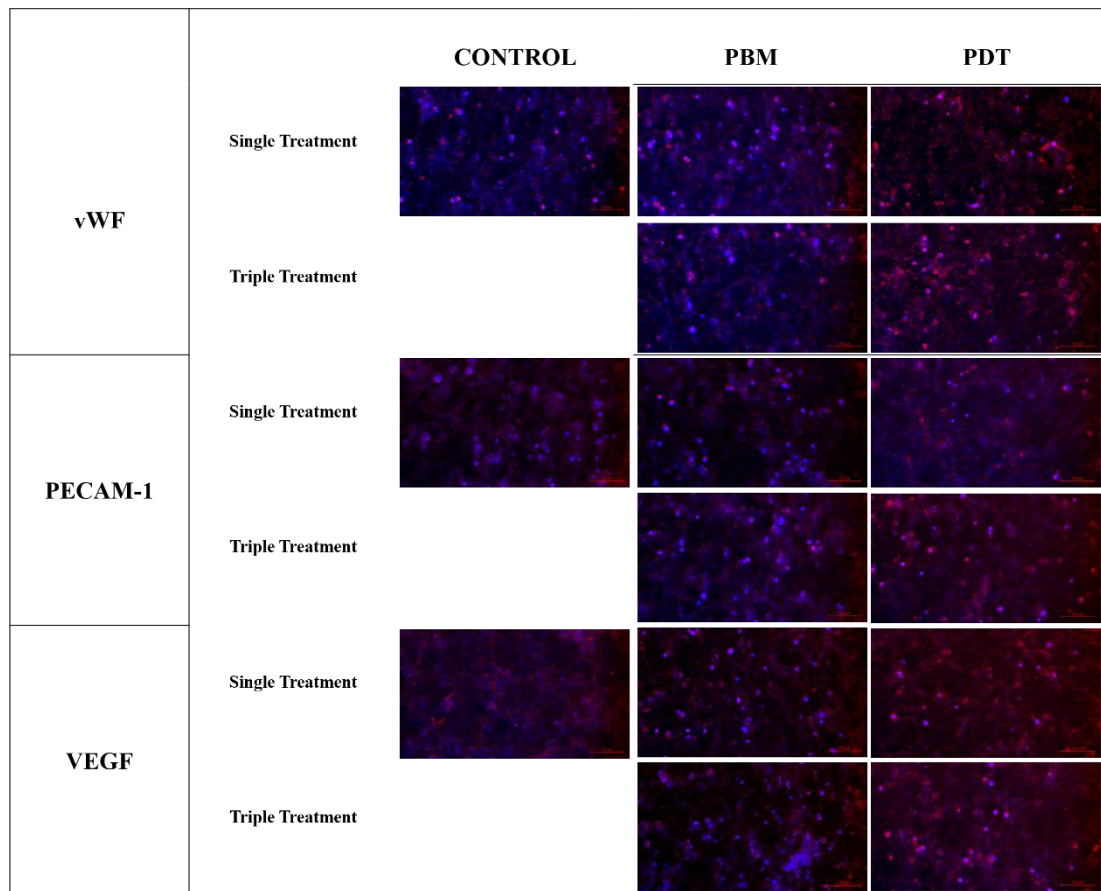 CONTROL PBM PDT
vWF
Single Treatment
Triple Treatment
PECAM-1
Single Treatment
Triple Treatment
VEGF
Single Treatment
Triple Treatment